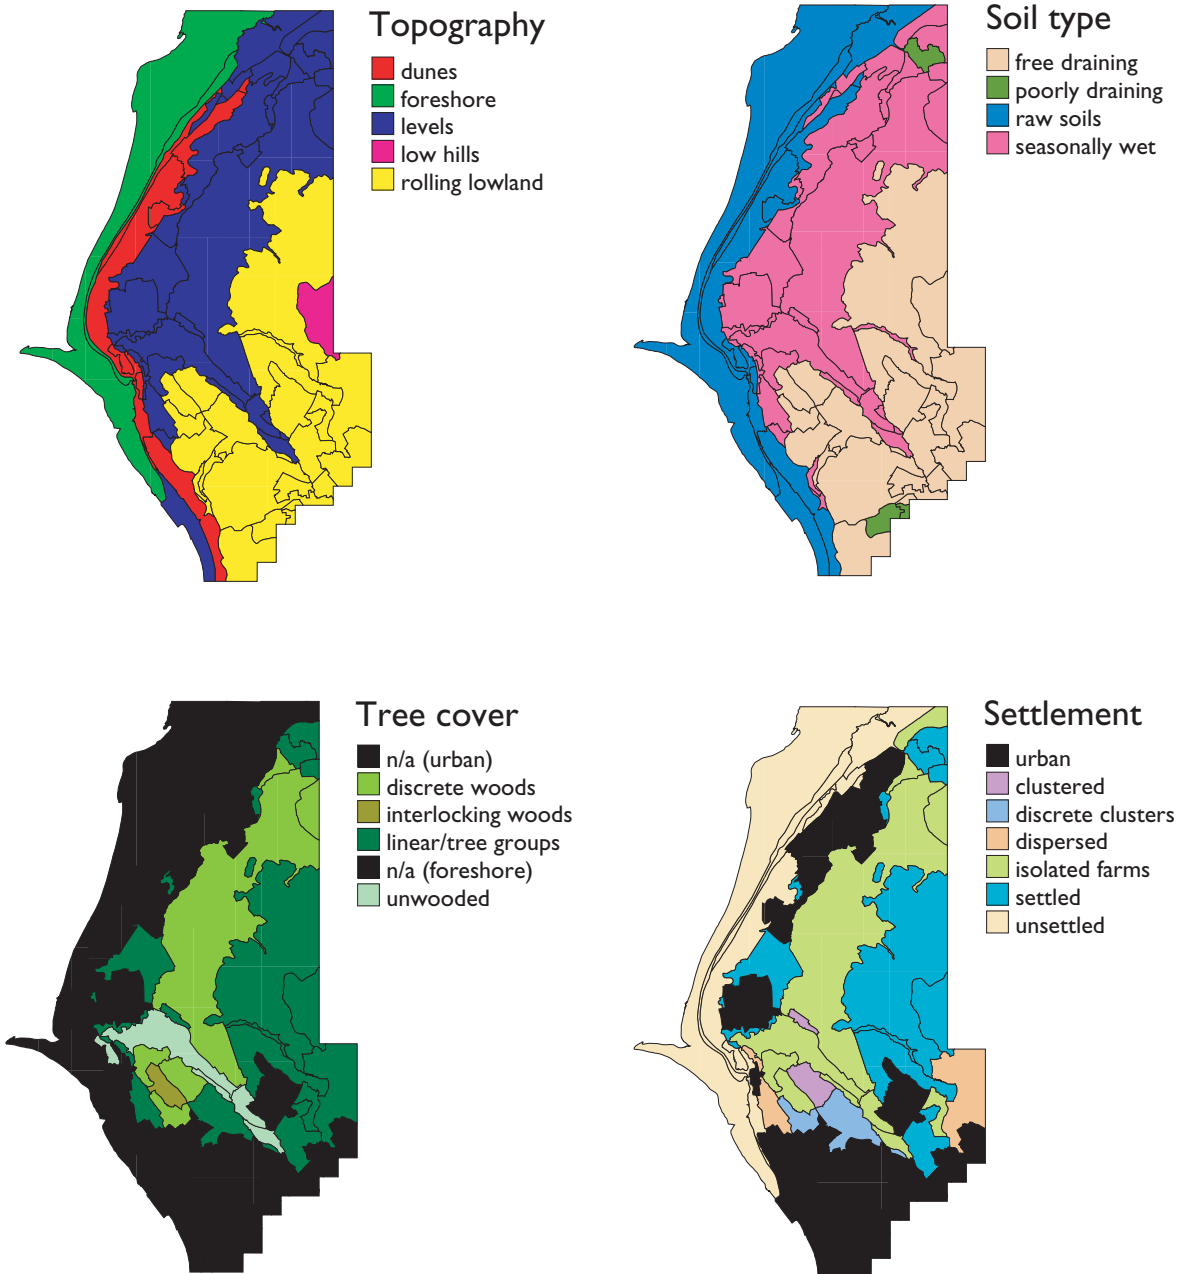 Topography
dunes
foreshore
levels
low hills
rolling lowland
Soil type
free draining
poorly draining
raw soils
seasonally wet
Tree cover
n/a (urban)
discrete woods
interlocking woods
linear/tree groups
n/a (foreshore)
unwooded
Settlement
urban
clustered
discrete clusters
dispersed
isolated farms
settled
unsettled